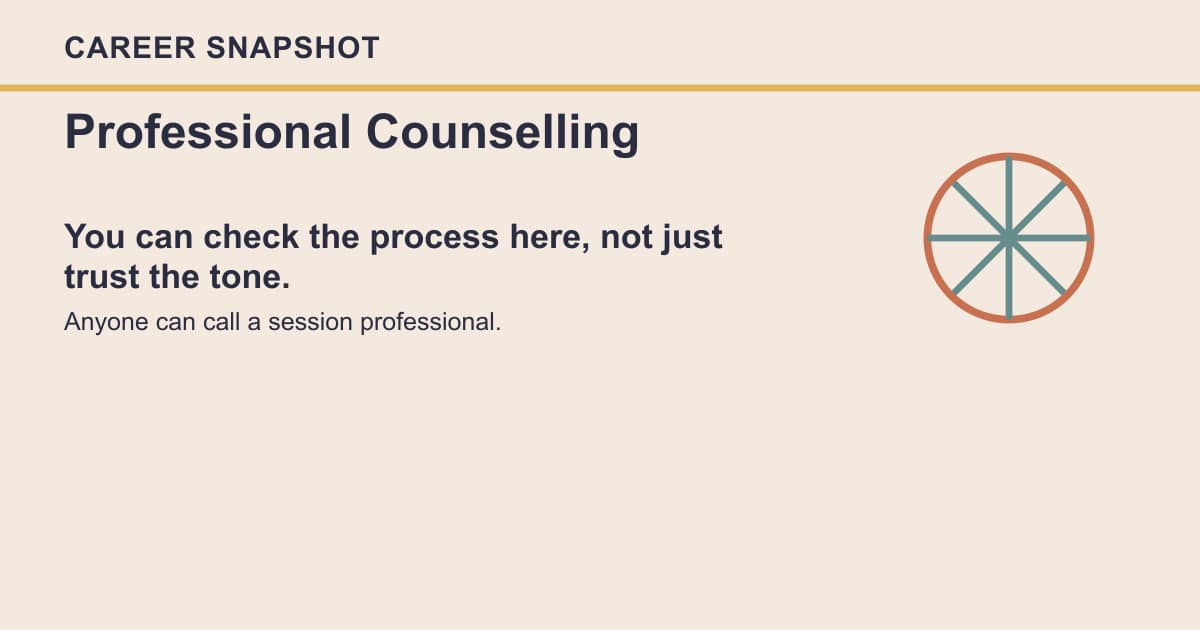 CAREER SNAPSHOT
Professional Counselling
You can check the process here, not just
trust the tone.
Anyone can call a session professional.